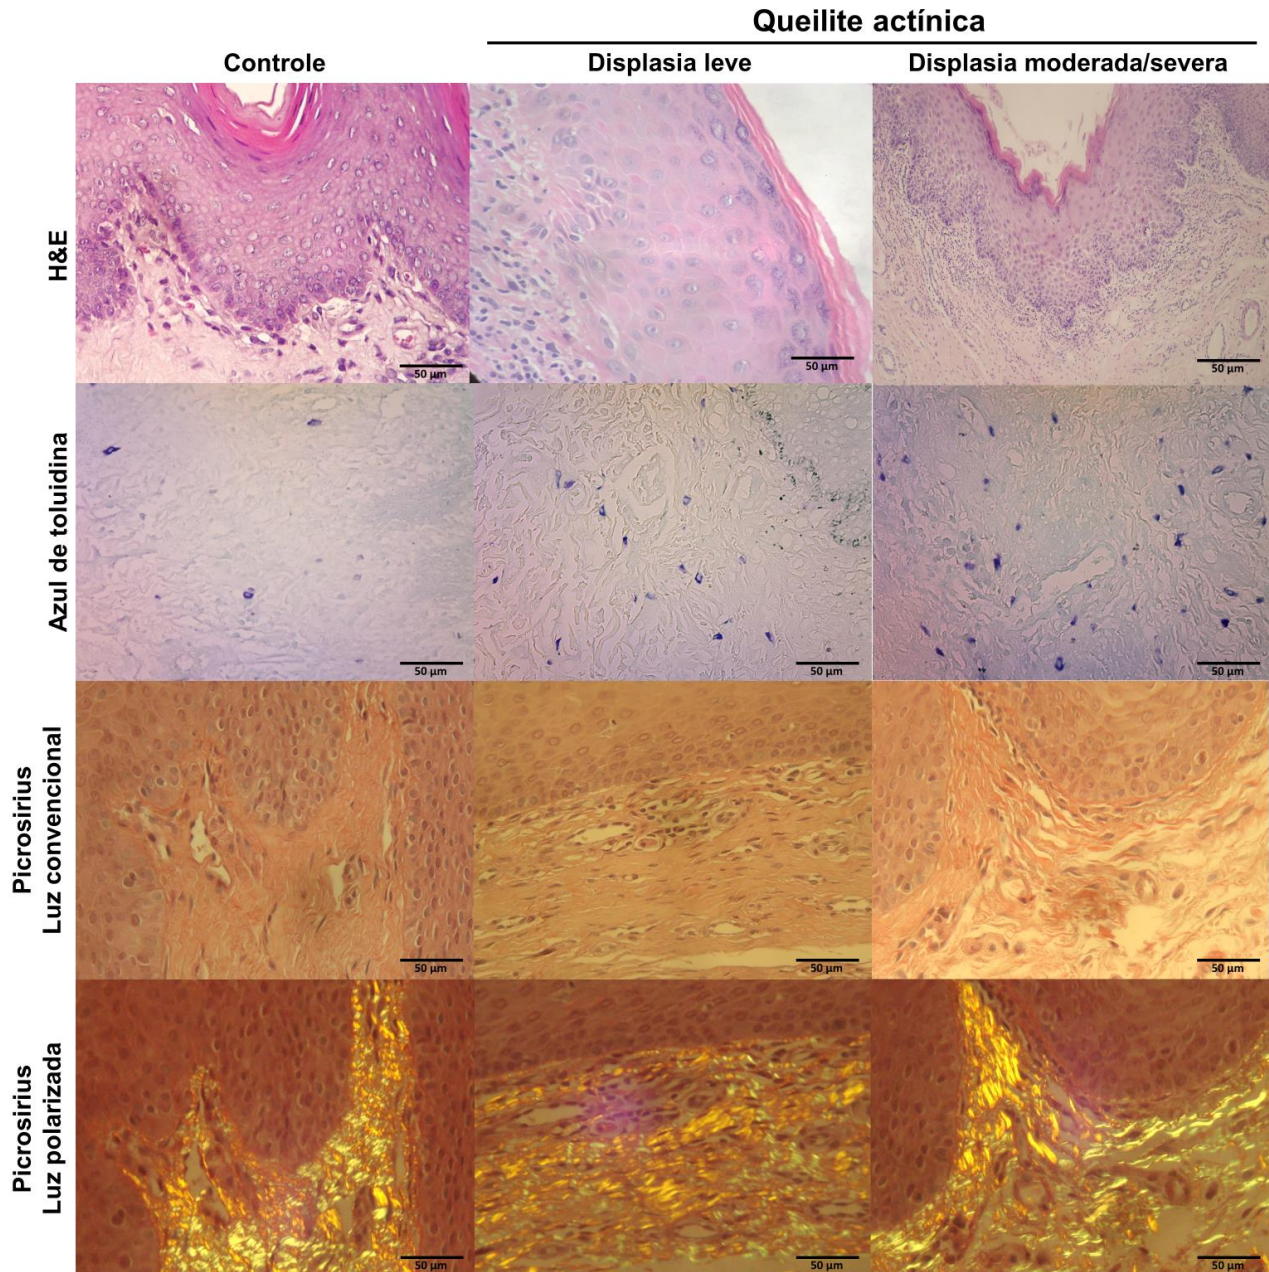 Queilite actínica
Controle
Displasia leve
Displasia moderada/severa
H&E
50 µm
50 µm
50 µm
Azul de toluidina
50 µm
50 µm
50 µm
Picrosirius
Luz convencional
50 µm
50 µm
50 µm
Picrosirius
Luz polarizada
50 µm
50 µm
50 µm